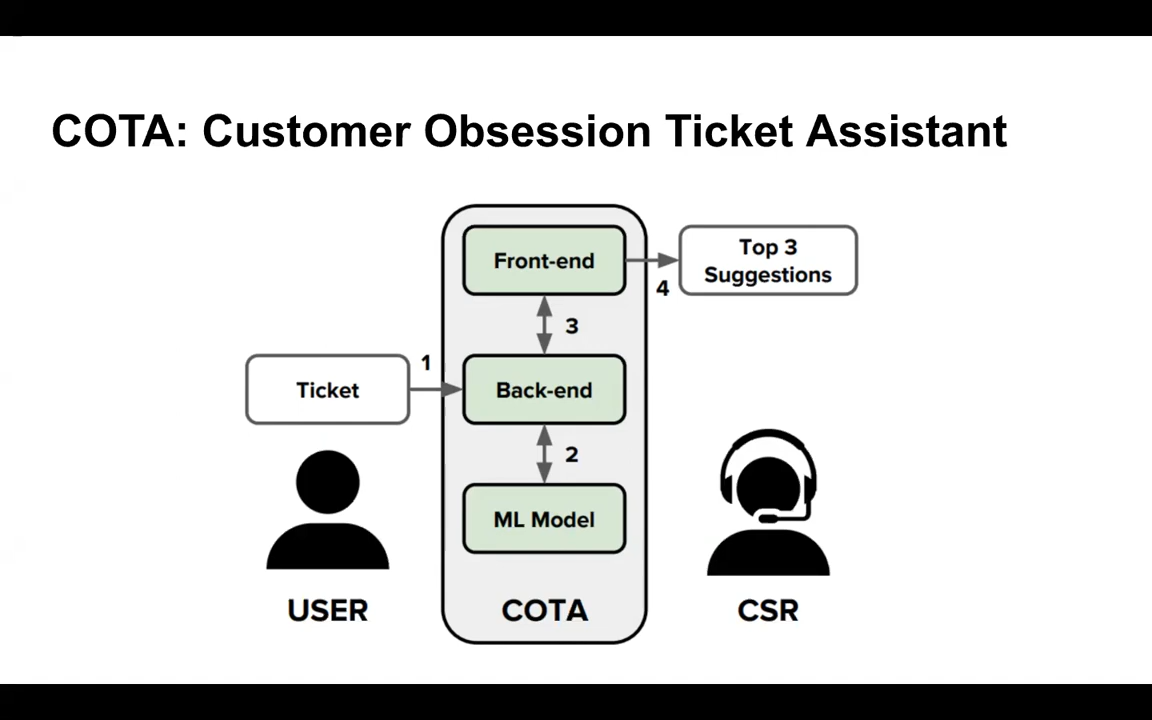 COTA: Customer Obsession Ticket Assistant
Front-end
Top 3
Suggestions
4
3
1
Ticket
Back-end
2
ML Model
USER
COTA
CSR